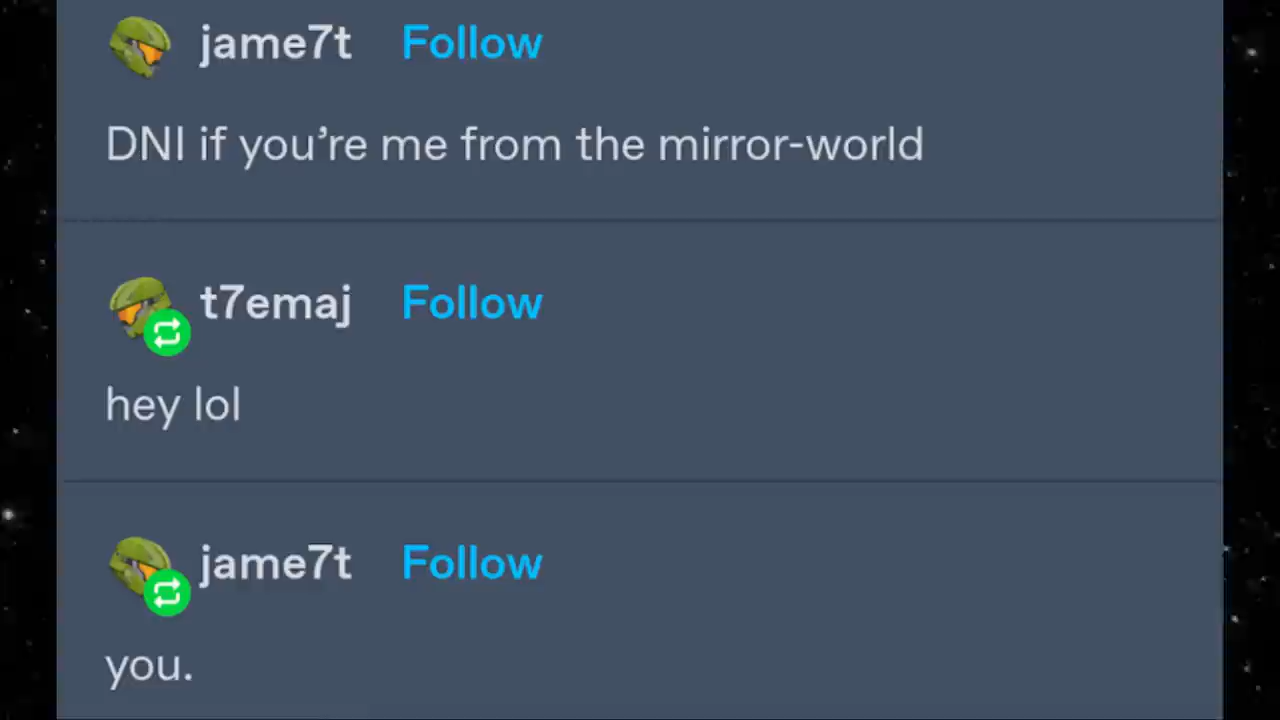 jame7t Follow
DNI if you’re me from the mirror-world
t7emaj Follow
hey lol
jame7t Follow
you.